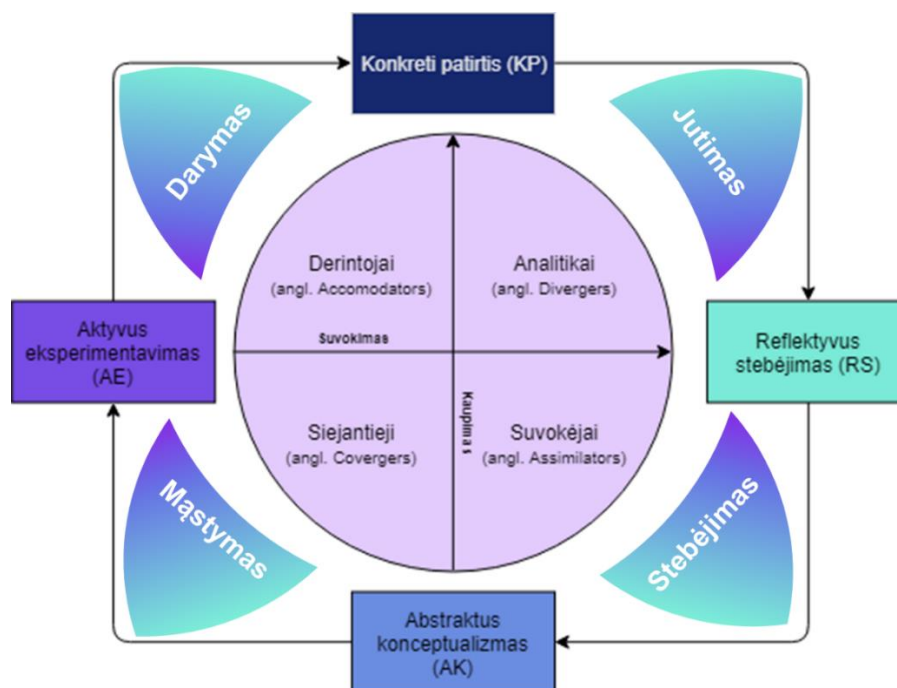 Konkreti patirtis (KP)
Darymas
Jutimas
Derintojai
(angl. Accomodators)
Analitikai
(angl. Divergers)
Suvokimas
Aktyvus
eksperimentavimas
(AE)
Reflektyvus
stebėjimas (RS)
Kaupimas
Siejantieji
(angl. Covergers)
Suvokėjai
(angl. Assimilators)
Mąstymas
Stebėjimas
Abstraktus
konceptualizmas
(AK)